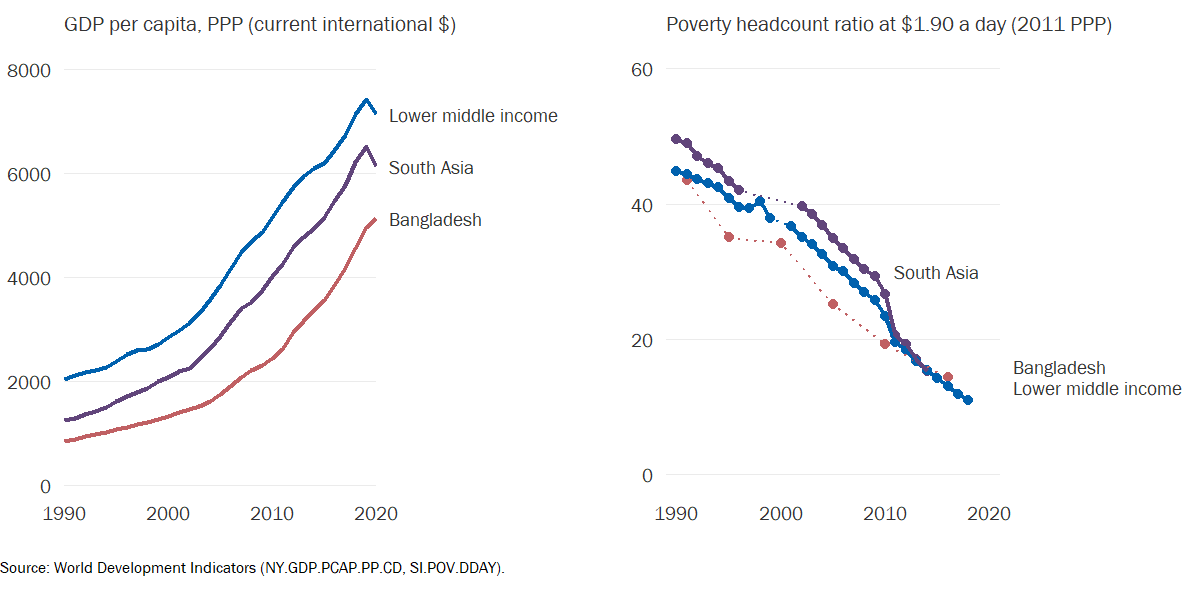 GDP per capita, PPP (current international $)
8000
6000
4000
2000
0
1990 2000 2010 2020
Lower middle income
South Asia
Bangladesh
Poverty headcount ratio at $1.90 a day (2011 PPP)
60
40
20
0
1990 2000 2010 2020
South Asia
Bangladesh
Lower middle income
Source: World Development Indicators (NY.GDP.PCAP.PP.CD, SI.POV.DDAY).